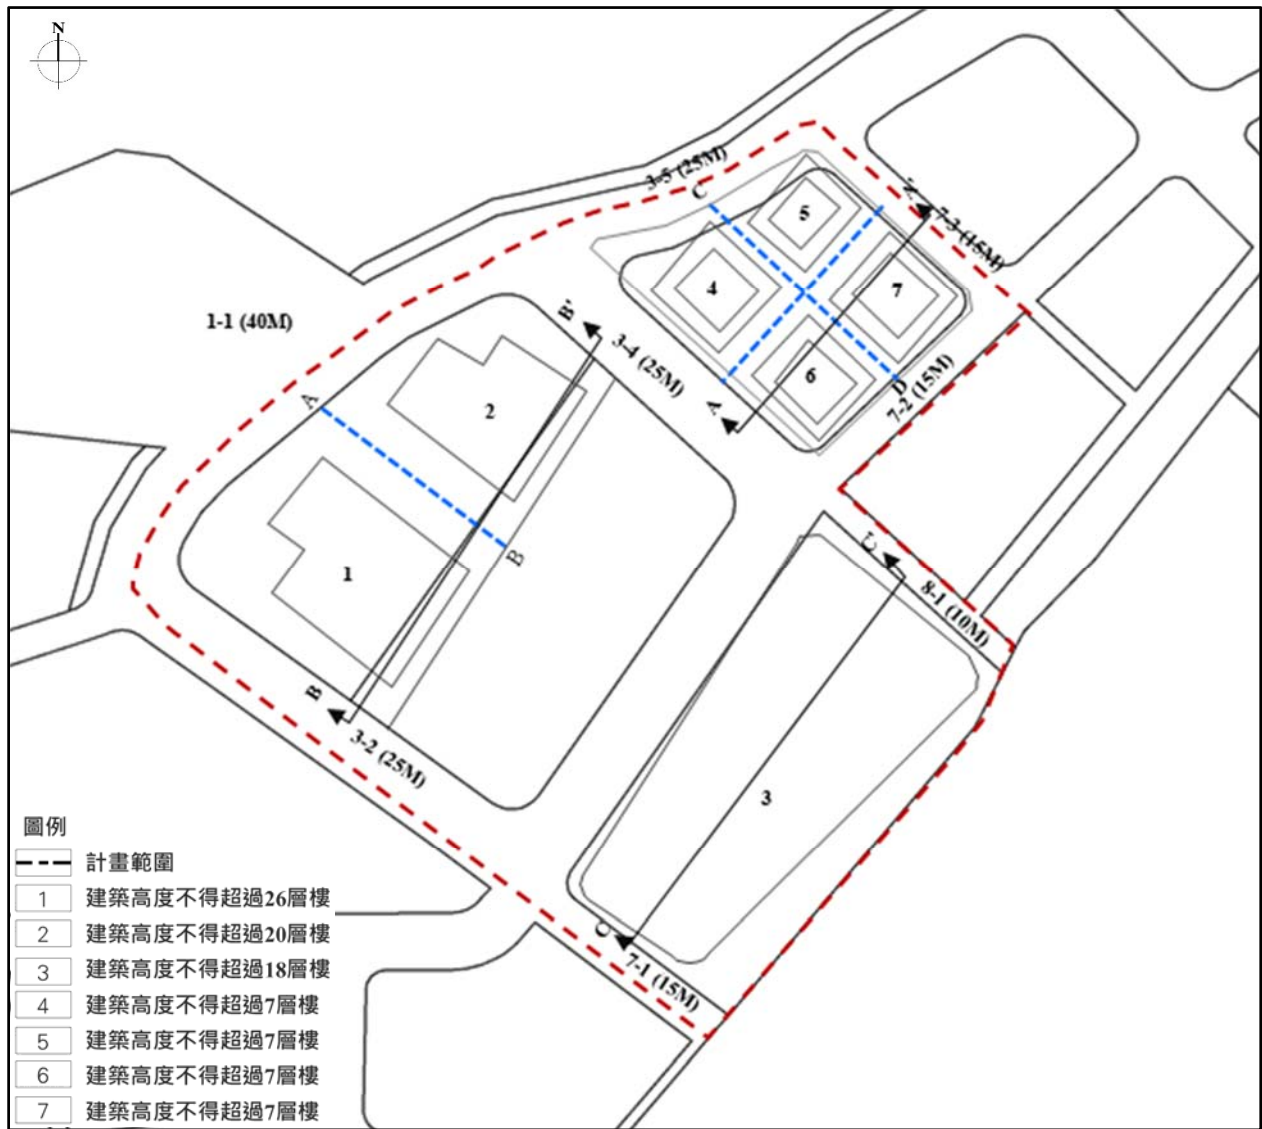 N
3-5 (25M)
C
5
7-3 (15M)
4
7
1-1 (40M)
B'
3-4 (25M)
6
D
7-2 (15M)
A
A
2
B
1
8-1 (10M)
B
3-2 (25M)
3
C
7-1 (15M)
圖例
計畫範圍
1 建築高度不得超過26層樓
2 建築高度不得超過20層樓
3 建築高度不得超過18層樓
4 建築高度不得超過7層樓
5 建築高度不得超過7層樓
6 建築高度不得超過7層樓
7 建築高度不得超過7層樓